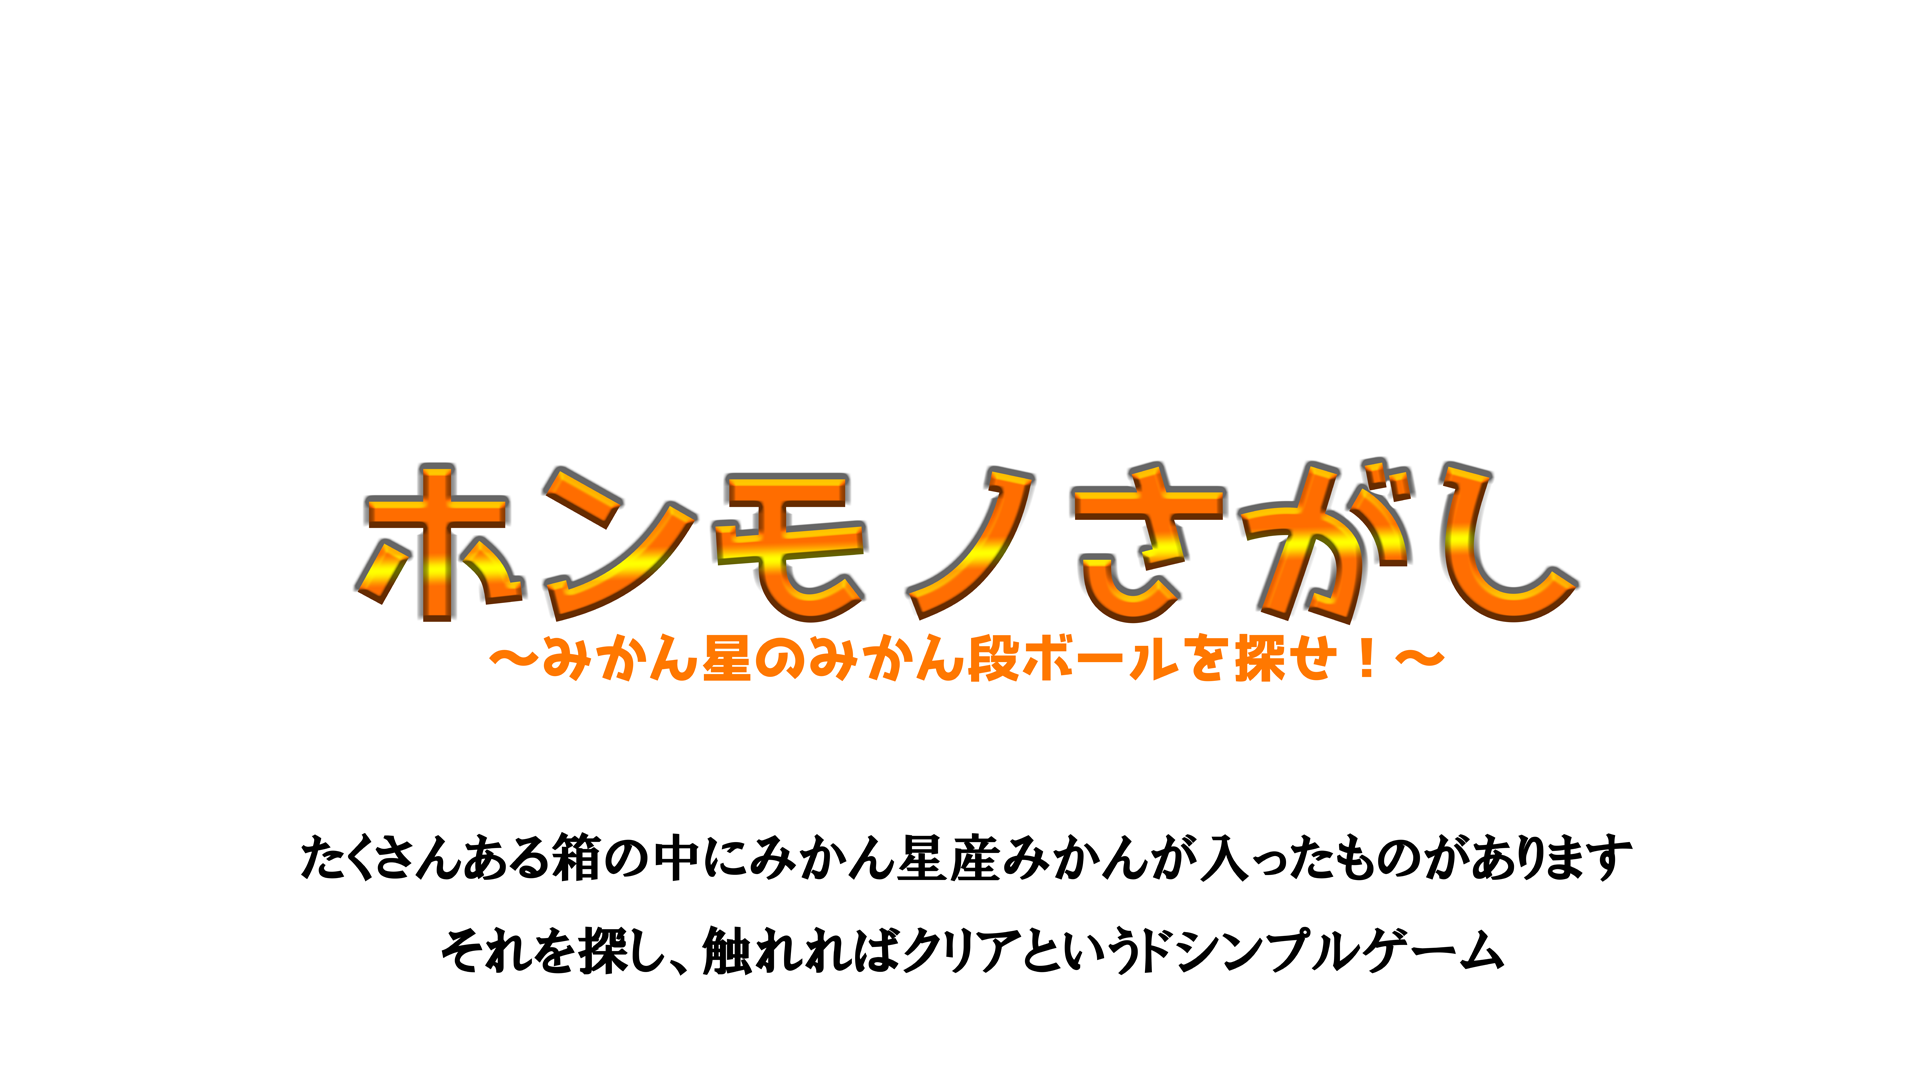 ホンモノさがし
～みかん星のみかん段ボールを探せ！～
たくさんある箱の中にみかん星産みかんが入ったものがあります
それを探し、触れればクリアというドシンプルゲーム